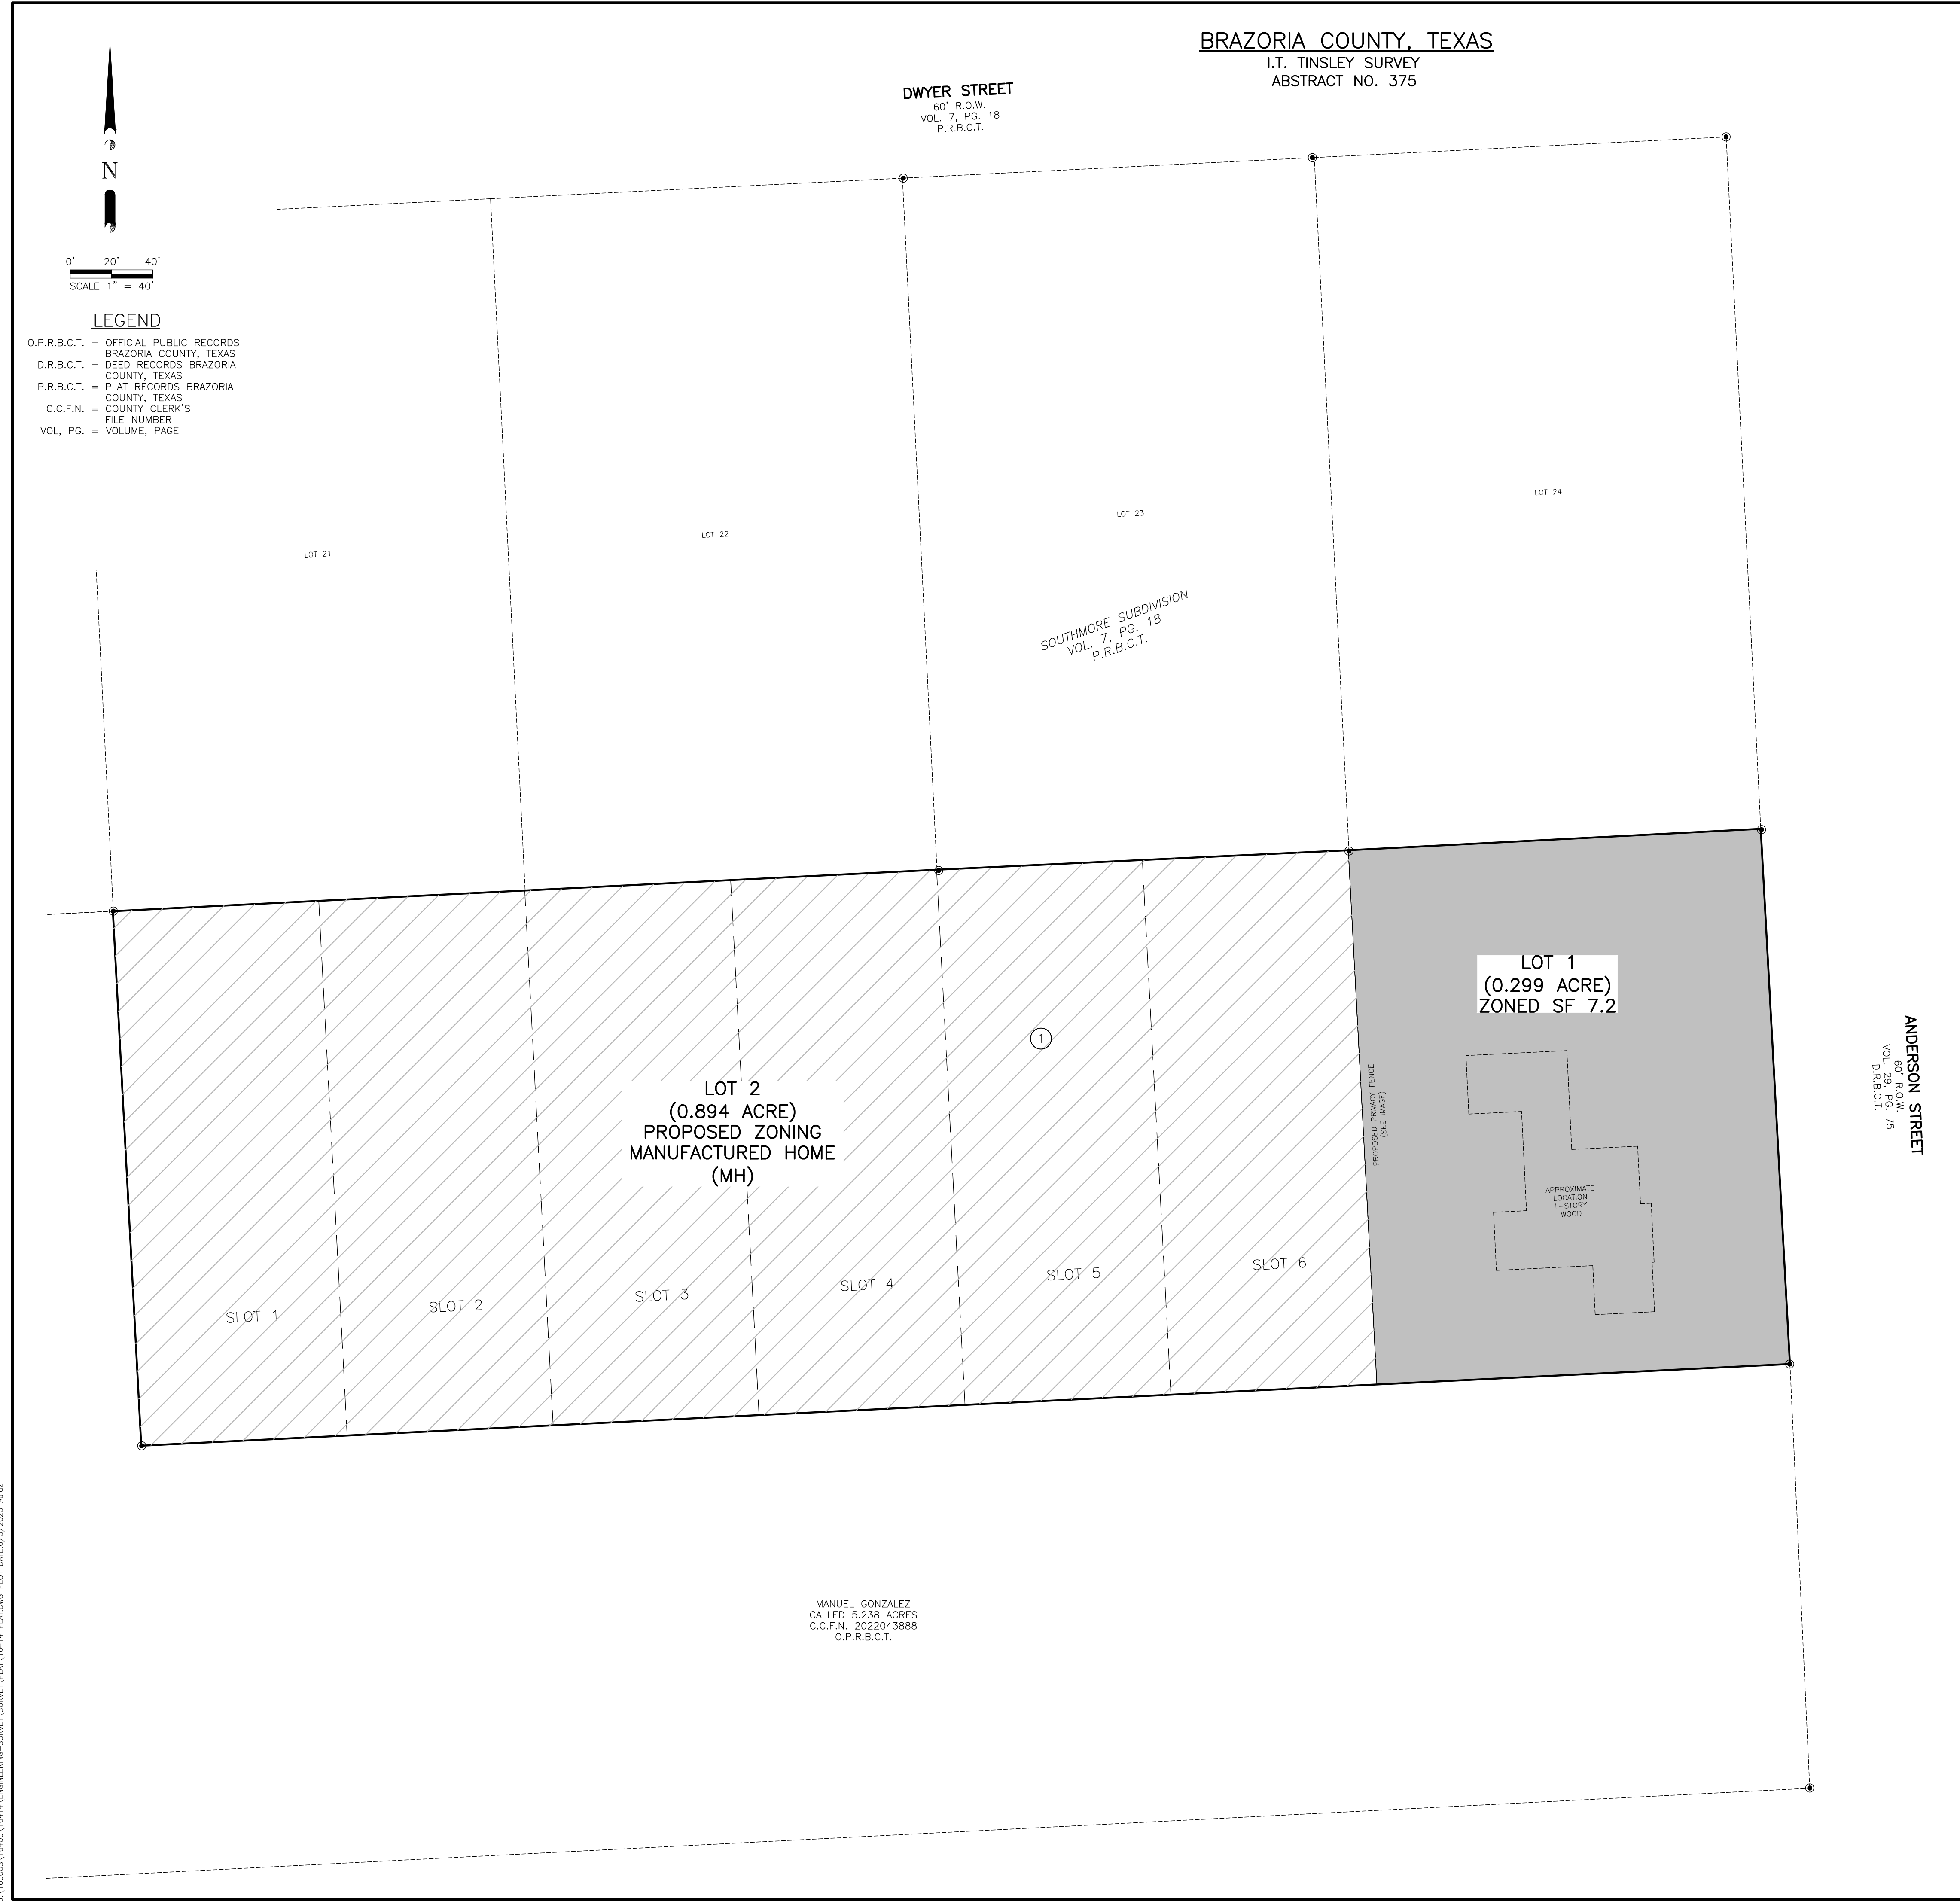 BRAZORIA COUNTY, TEXAS
I.T. TINSLEY SURVEY
ABSTRACT NO. 375
DWYER STREET
60' R.O.W.
VOL. 7, PG. 18
P.R.B.C.T.
N
0' 20' 40'
SCALE 1" = 40'
LEGEND
O.P.R.B.C.T. = OFFICIAL PUBLIC RECORDS
BRAZORIA COUNTY, TEXAS
D.R.B.C.T. = DEED RECORDS BRAZORIA
COUNTY, TEXAS
P.R.B.C.T. = PLAT RECORDS BRAZORIA
COUNTY, TEXAS
C.C.F.N. = COUNTY CLERK'S
FILE NUMBER
VOL, PG. = VOLUME, PAGE
LOT 21
LOT 22
LOT 23
LOT 24
SOUTHMORE SUBDIVISION
VOL. 7, PG. 18
P.R.B.C.T.
LOT 1
(0.299 ACRE)
ZONED SF 7.2
ANDERSON STREET
60' R.O.W.
VOL. 29, PG. 75
D.R.B.C.T.
1
LOT 2
(0.894 ACRE)
PROPOSED ZONING
MANUFACTURED HOME
(MH)
PROPOSED PRIVACY FENCE
(SEE IMAGE)
APPROXIMATE
LOCATION
1-STORY
WOOD
SLOT 1
SLOT 2
SLOT 3
SLOT 4
SLOT 5
SLOT 6
MANUEL GONZALEZ
CALLED 5.238 ACRES
C.C.F.N. 2022043888
O.P.R.B.C.T.